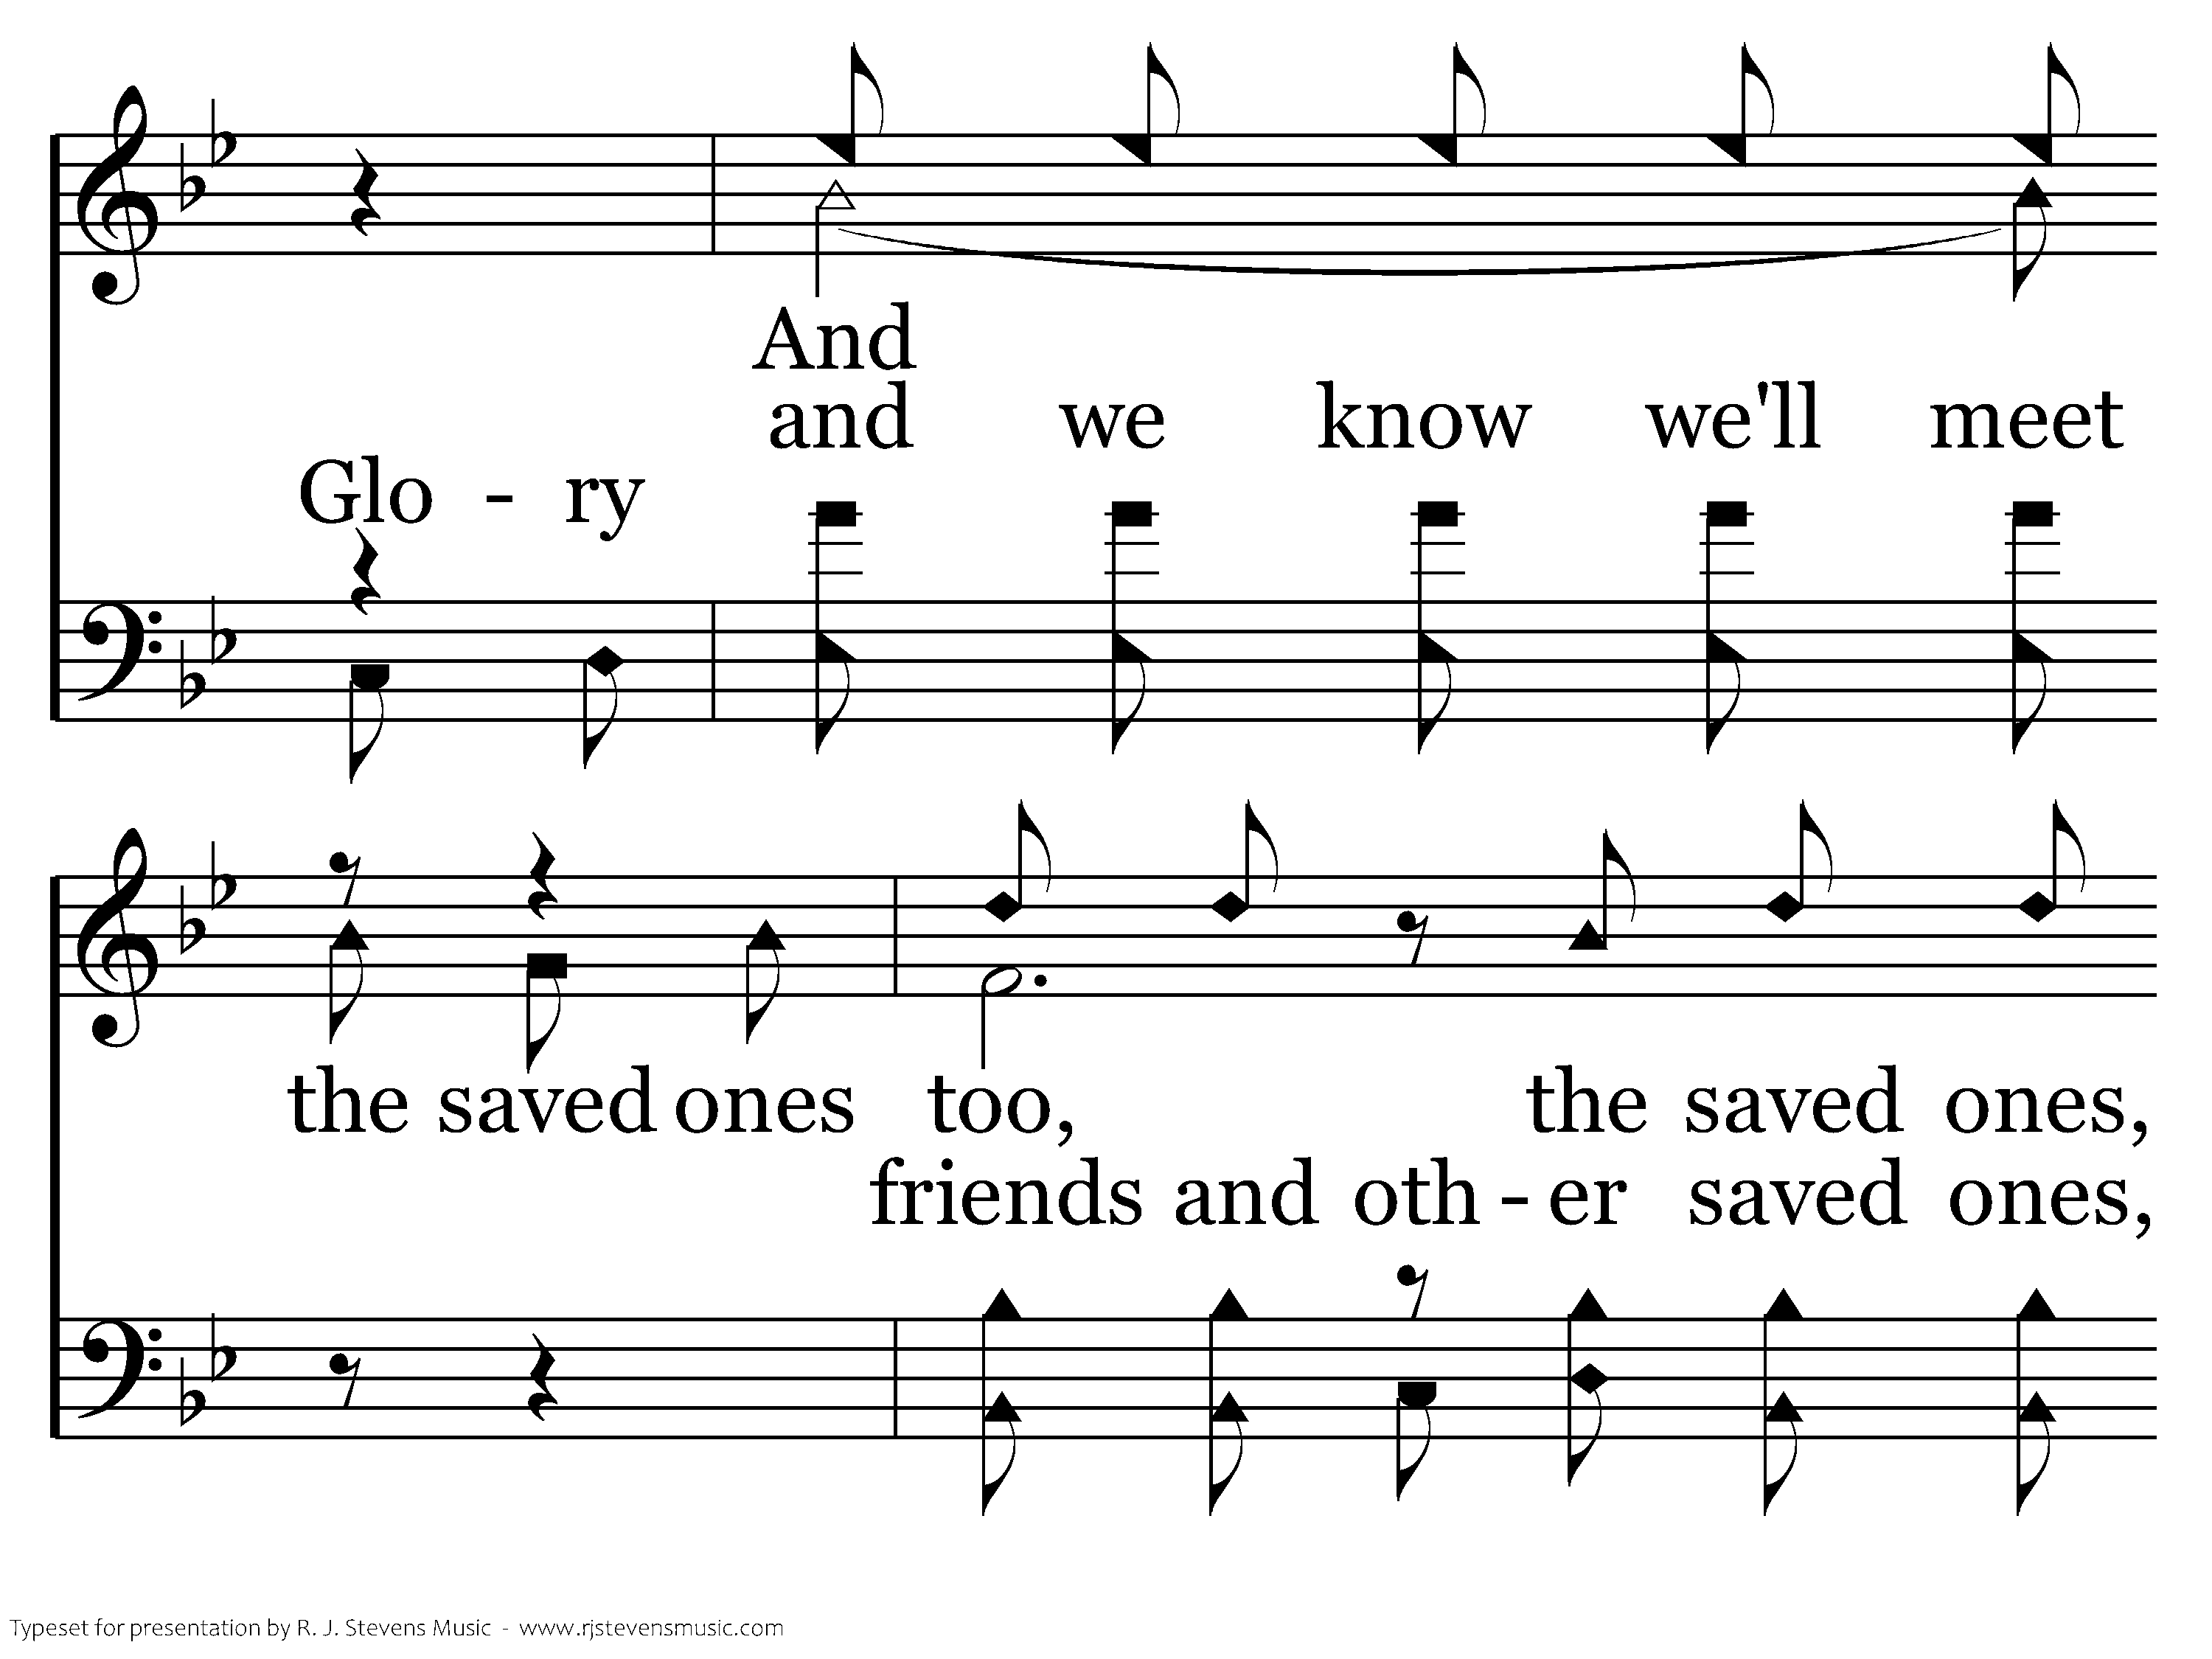 And
and we know we'll meet
Glo - ry
the saved ones too, the saved ones,
friends and oth - er saved ones,
Typeset for presentation by R. J. Stevens Music - www.rjstevensmusic.com